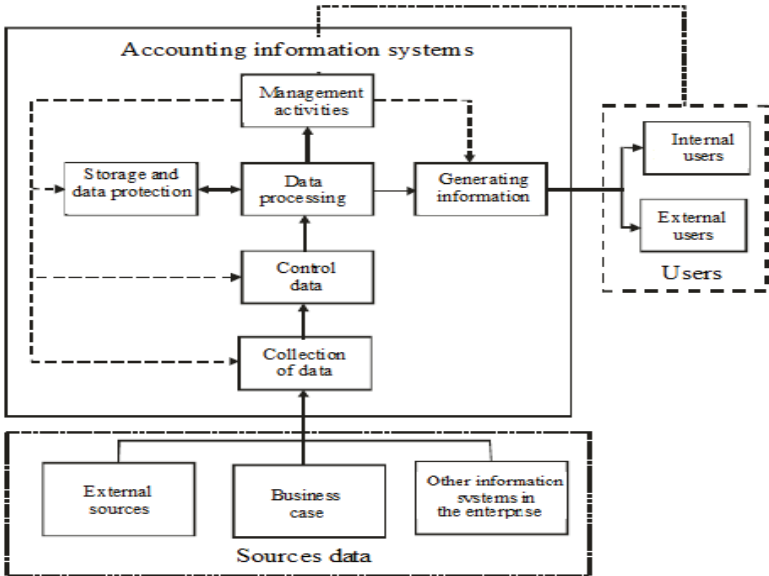 Accounting information systems
Management
activities
Storage and
data protection
Data
processing
Generating
information
Internal
users
External
users
Users
Control
data
Collection
of data
External
sources
Business
case
Other information
systems in
the enterprise
Sources data